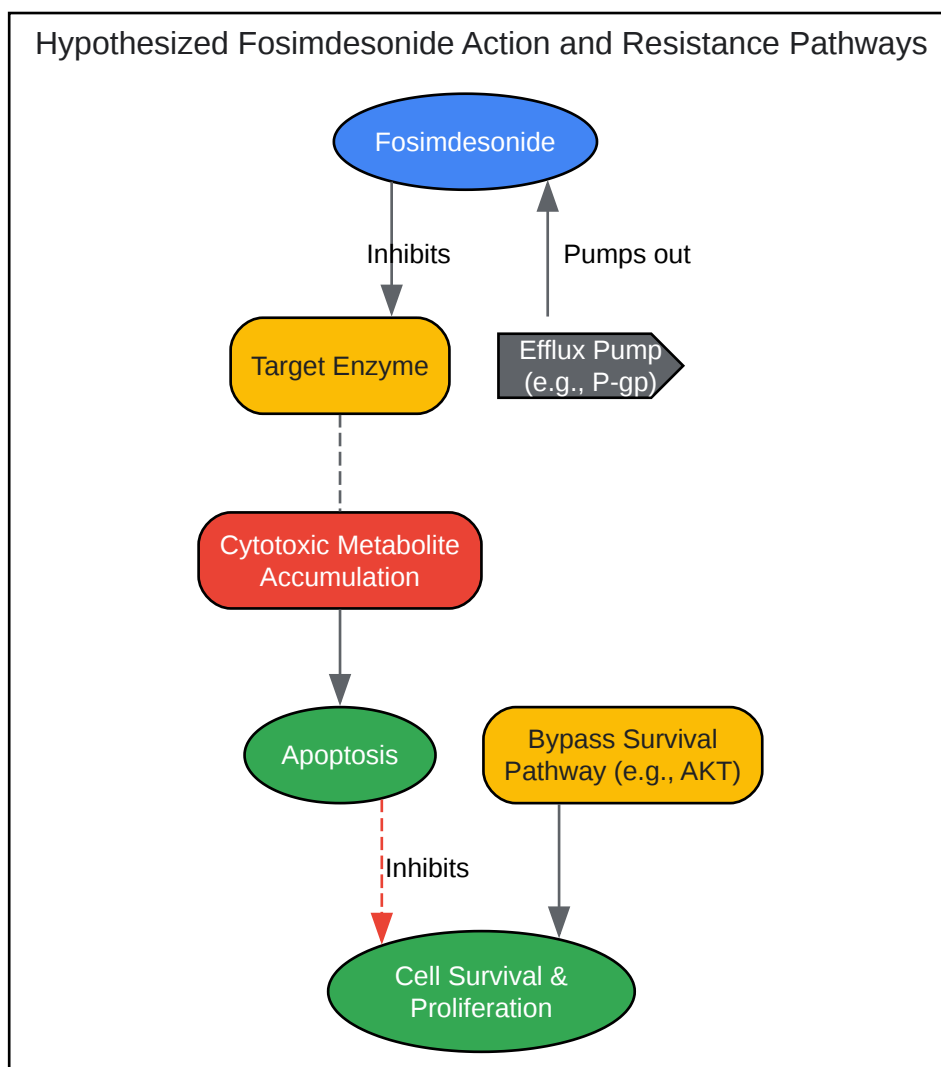 Hypothesized Fosimdesonide Action and Resistance Pathways
Fosimdesonide
Inhibits
Pumps out
Target Enzyme
Efflux Pump
(e.g., P-gp)
Cytotoxic Metabolite
Accumulation
Apoptosis
Bypass Survival
Pathway (e.g., AKT)
Inhibits
Cell Survival &
Proliferation